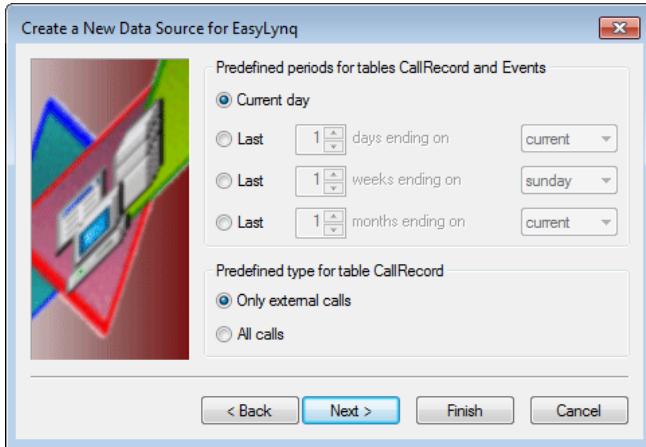 Create a New Data Source for EasyLynq
Predefined periods for tables CallRecord and Events
Current day
Last 1 days ending on current
Last 1 weeks ending on sunday
Last 1 months ending on current
Predefined type for table CallRecord
Only external calls
All calls
< Back Next > Finish Cancel